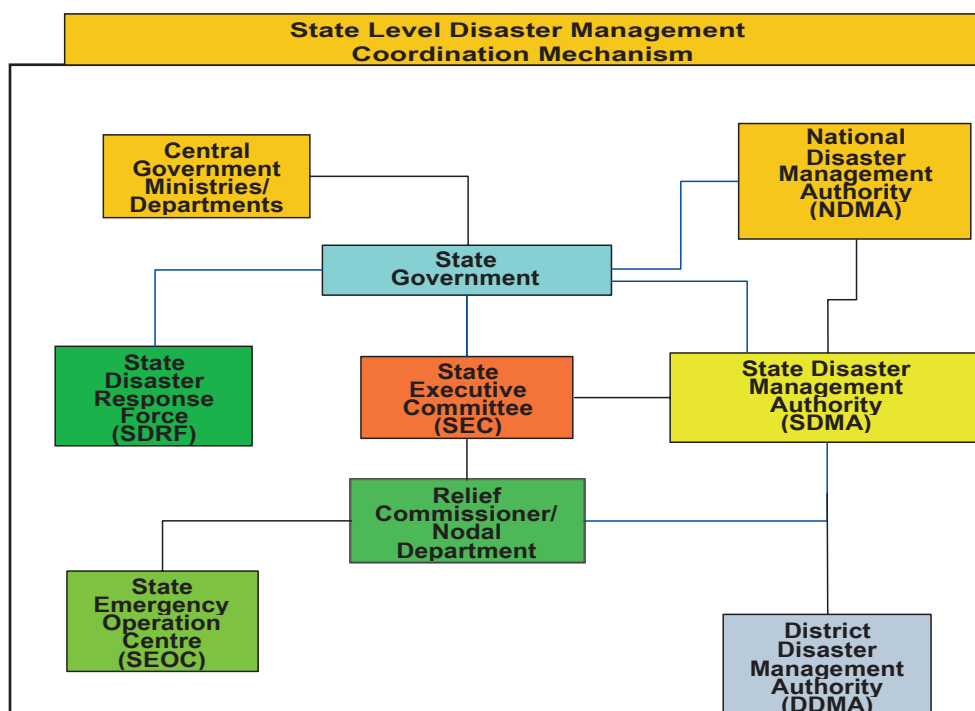 State Level Disaster Management
Coordination Mechanism
Central
Government
Ministries/
Departments
National
Disaster
Management
Authority
(NDMA)
State
Government
State
Disaster
Response
Force
(SDRF)
State
Executive
Committee
(SEC)
State Disaster
Management
Authority
(SDMA)
Relief
Commissioner/
Nodal
Department
State
Emergency
Operation
Centre
(SEOC)
District
Disaster
Management
Authority
(DDMA)